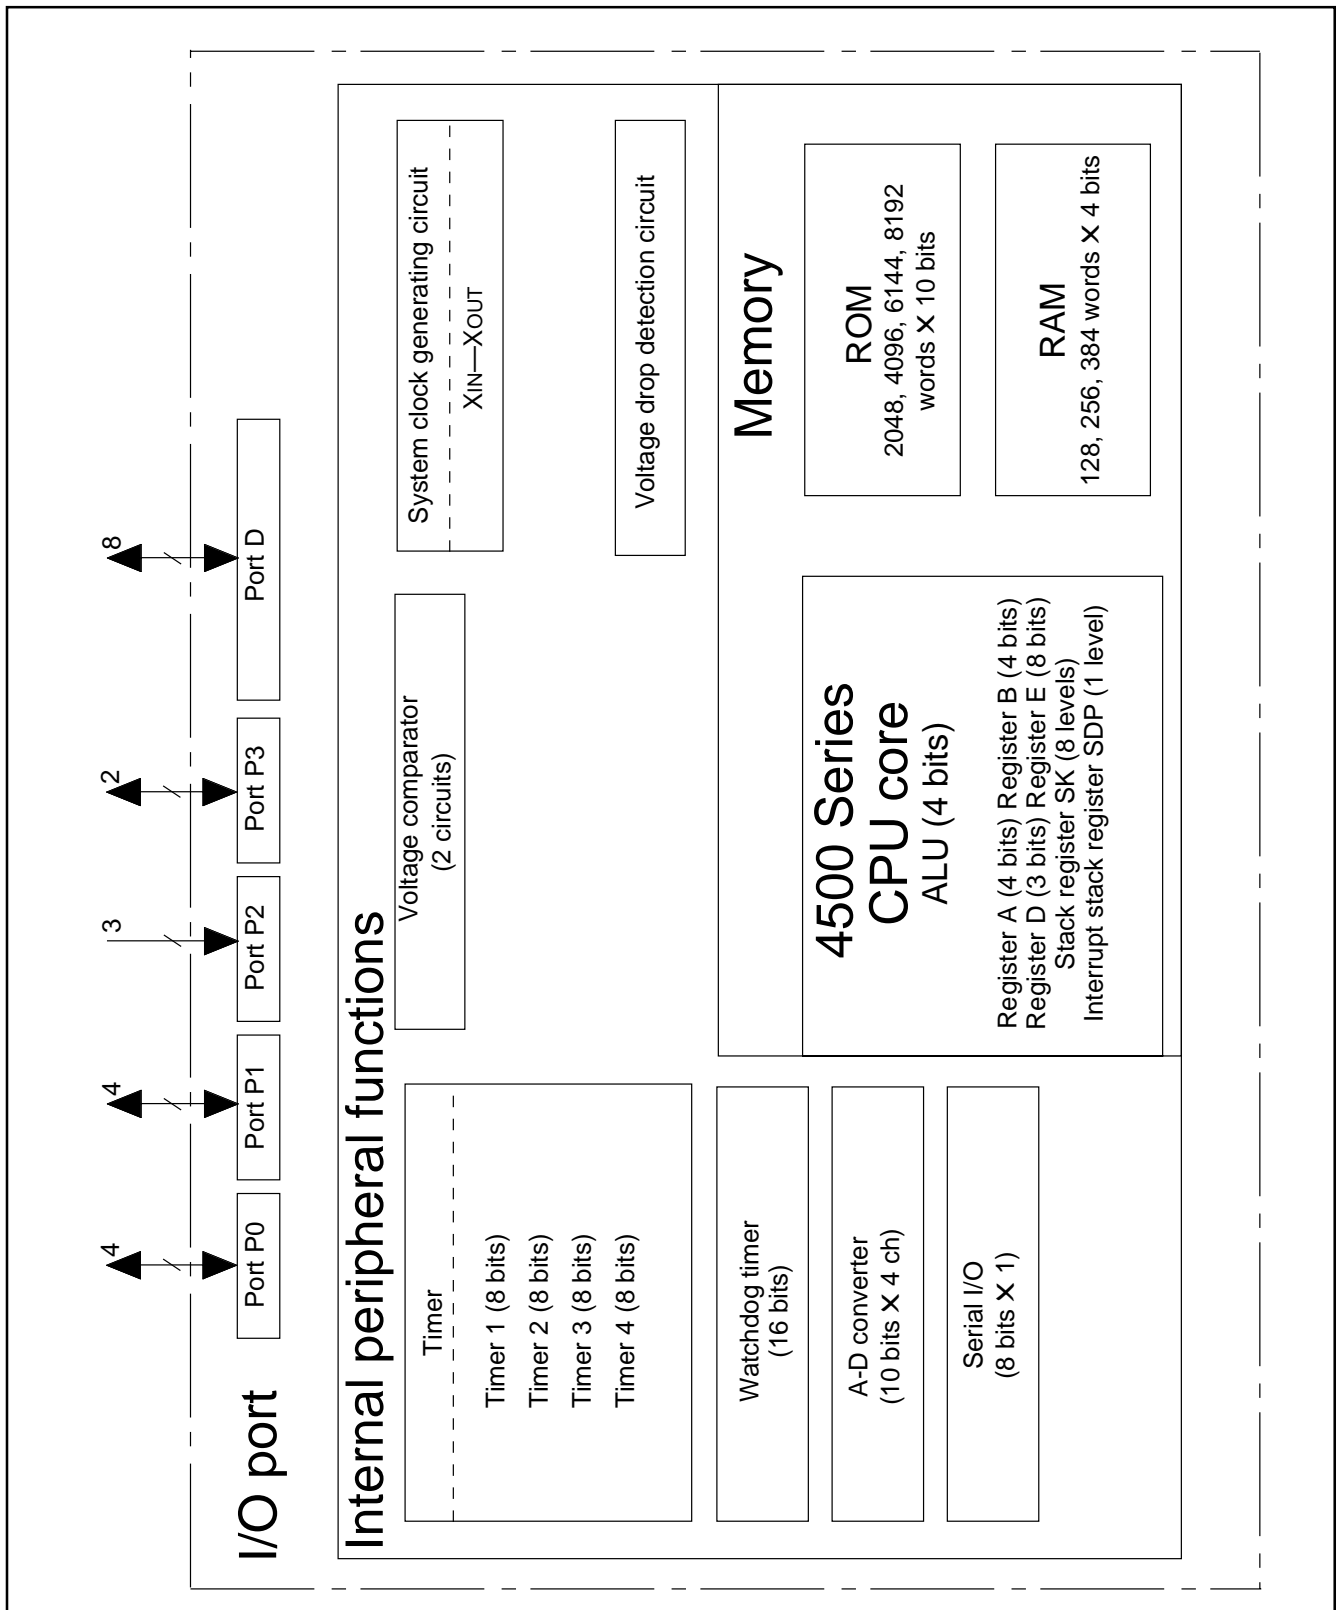 4
4
3
2
8
I/O port
Port P0
Port P1
Port P2
Port P3
Port D
Internal peripheral functions
Timer
Timer 1 (8 bits)
Timer 2 (8 bits)
Timer 3 (8 bits)
Timer 4 (8 bits)
Watchdog timer
(16 bits)
A-D converter
(10 bits ✕ 4 ch)
Serial I/O
(8 bits ✕ 1)
Voltage comparator
(2 circuits)
System clock generating circuit
XIN—XOUT
Voltage drop detection circuit
4500 Series
CPU core
ALU (4 bits)
Register A (4 bits) Register B (4 bits)
Register D (3 bits) Register E (8 bits)
Stack register SK (8 levels)
Interrupt stack register SDP (1 level)
Memory
ROM
2048, 4096, 6144, 8192
words ✕ 10 bits
RAM
128, 256, 384 words ✕ 4 bits